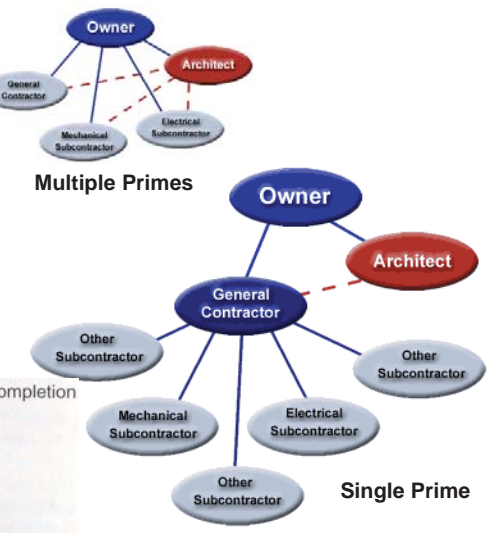 Owner
Architect
General
Contractor
Mechanical
Subcontractor
Electrical
Subcontractor
Multiple Primes
Owner
Architect
General
Contractor
Other
Subcontractor
Other
Subcontractor
ompletion
Mechanical
Subcontractor
Electrical
Subcontractor
Other
Subcontractor
Single Prime